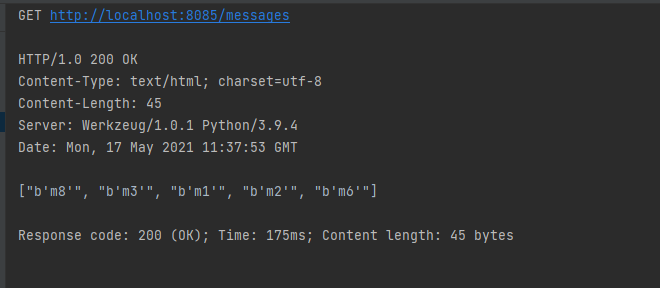 GET http://localhost:8085/messages
HTTP/1.0 200 OK
Content-Type: text/html; charset=utf-8
Content-Length: 45
Server: Werkzeug/1.0.1 Python/3.9.4
Date: Mon, 17 May 2021 11:37:53 GMT
["b'm8'", "b'm3'", "b'm1'", "b'm2'", "b'm6'"]
Response code: 200 (OK); Time: 175ms; Content length: 45 bytes